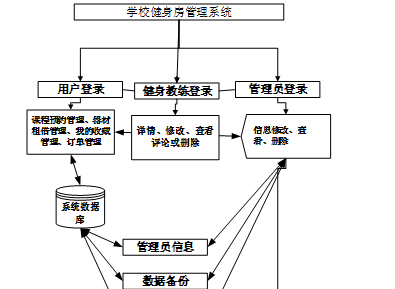 学校健身房管理系统
用户登录
健身教练登录
管理员登录
课程预约管理、器材
租借管理、我的收藏
管理、订单管理
详情、修改、查看
评论或删除
信息修改、查
看、删除
系统数据
库
管理员信息
数据备份